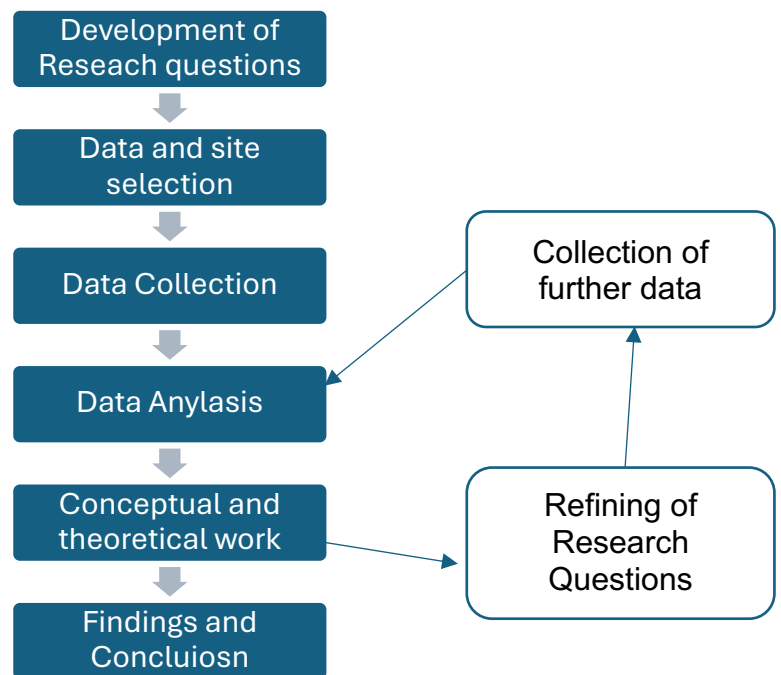 Development of
Reseach questions
Data and site
selection
Data Collection
Data Anylasis
Conceptual and
theoretical work
Findings and
Concluiosn
Collection of
further data
Refining of
Research
Questions